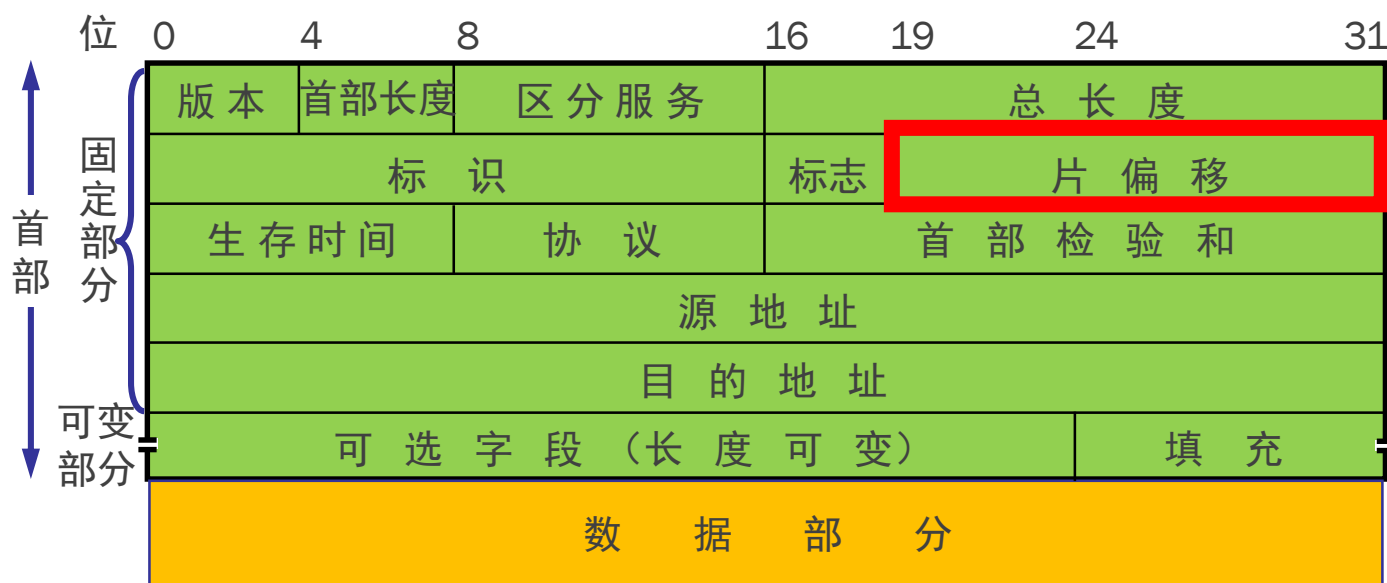 位 0 4 8 16 19 24 31
版本 首部长度 区分服务 总长度
标识 标志 片偏移
生存时间 协议 首部检验和
源地址
目的地址
可选字段（长度可变） 填充
数据部分
首部
固定部分
可变
部分